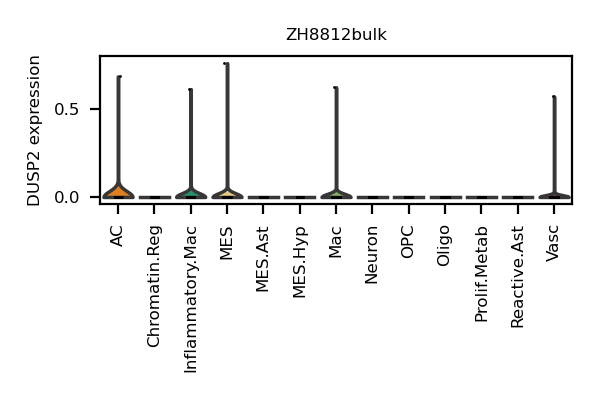 ZH8812bulk
DUSP2 expression
0.5
0.0
AC
Chromatin.Reg
Inflammatory.Mac
MES
MES.Ast
MES.Hyp
Mac
Neuron
OPC
Oligo
Prolif.Metab
Reactive.Ast
Vasc